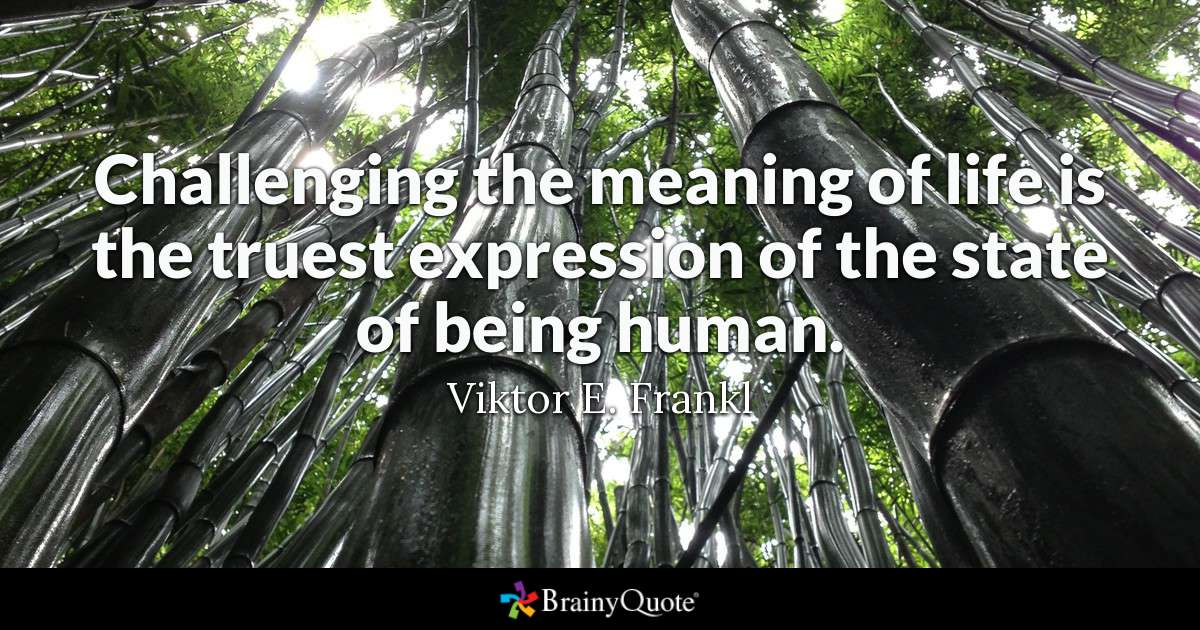 Challenging the meaning of life is
the truest expression of the state
of being human.
Viktor E. Frankl
BrainyQuote®